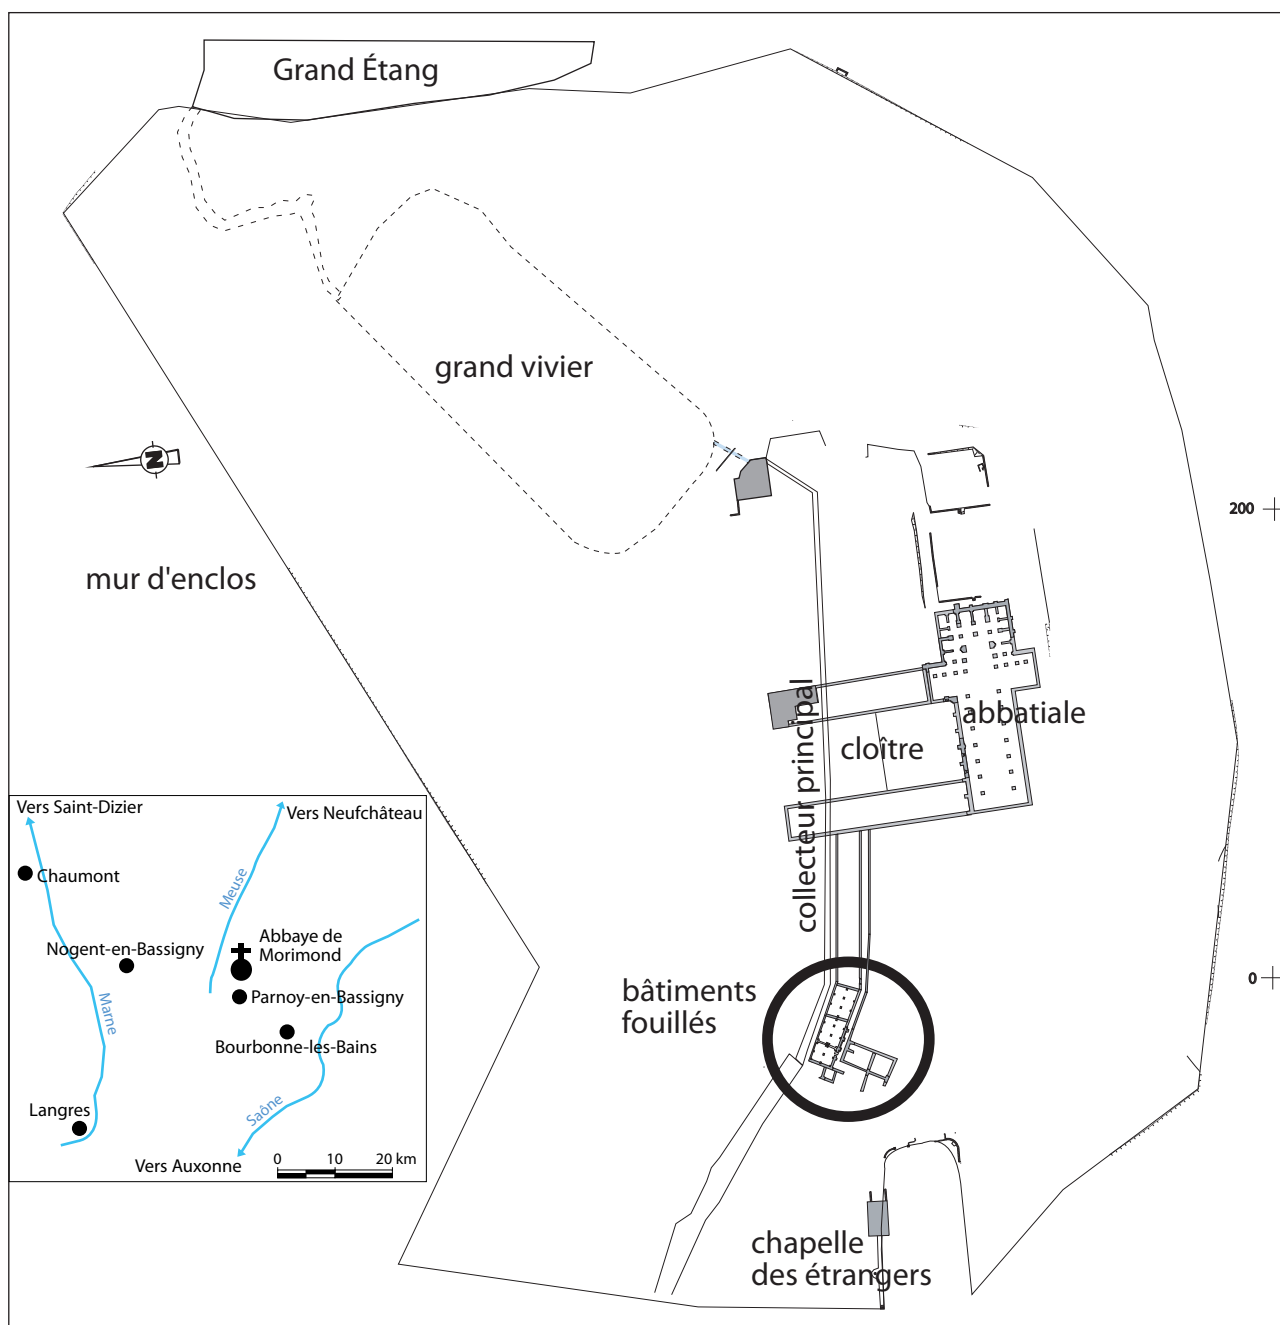 Grand Étang
grand vivier
N
200
mur d'enclos
abbatiale
cloître
collecteur principal
bâtiments
fouillés
0
chapelle
des étrangers
Vers Saint-Dizier
Vers Neufchâteau
Chaumont
Meuse
Abbaye de
Morimond
Nogent-en-Bassigny
Parnoy-en-Bassigny
Marne
Bourbonne-les-Bains
Langres
Saône
Vers Auxonne
0 10 20 km